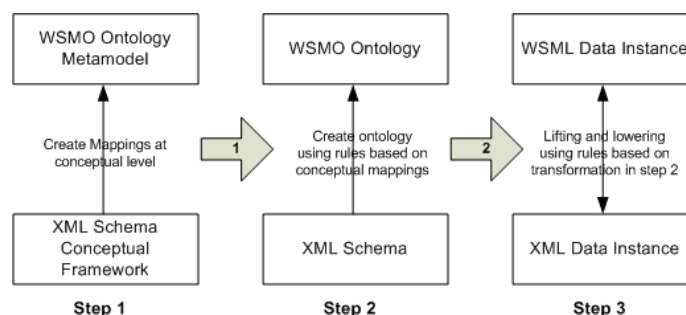 WSMO Ontology
Metamodel
WSMO Ontology
WSML Data Instance
Create Mappings at
conceptual level
1
Create ontology
using rules based on
conceptual mappings
2
Lifting and lowering
using rules based on
transformation in step 2
XML Schema
Conceptual
Framework
XML Schema
XML Data Instance
Step 1
Step 2
Step 3